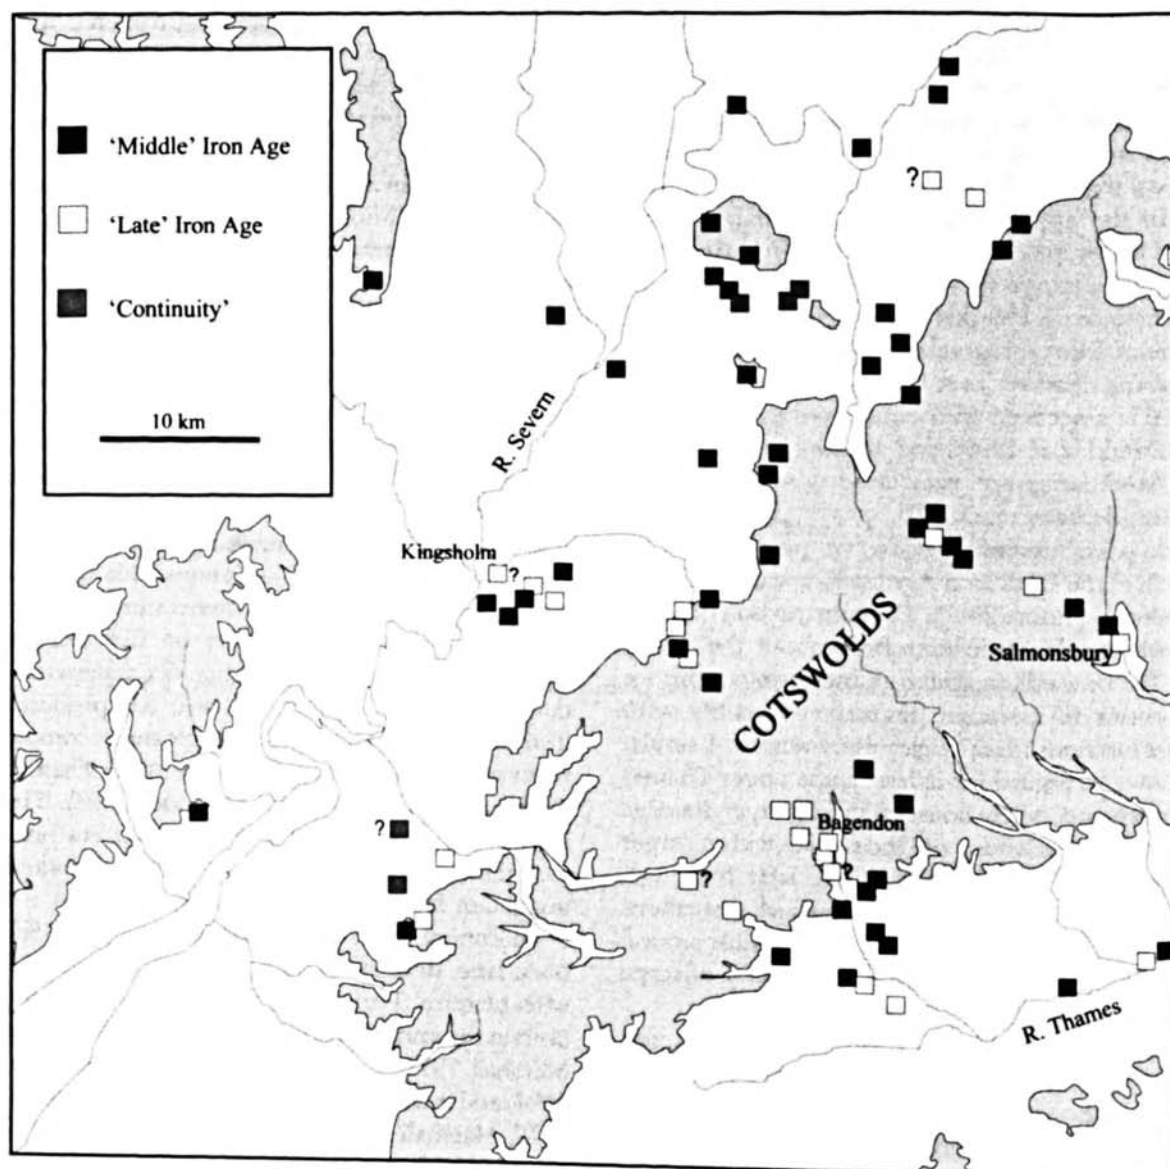 'Middle' Iron Age
'Late' Iron Age
'Continuity'
10 km
?
R. Severn
Kingsholm
?
COTSWOLDS
Salmonsbury
?
Bagendon
?
?
R. Thames